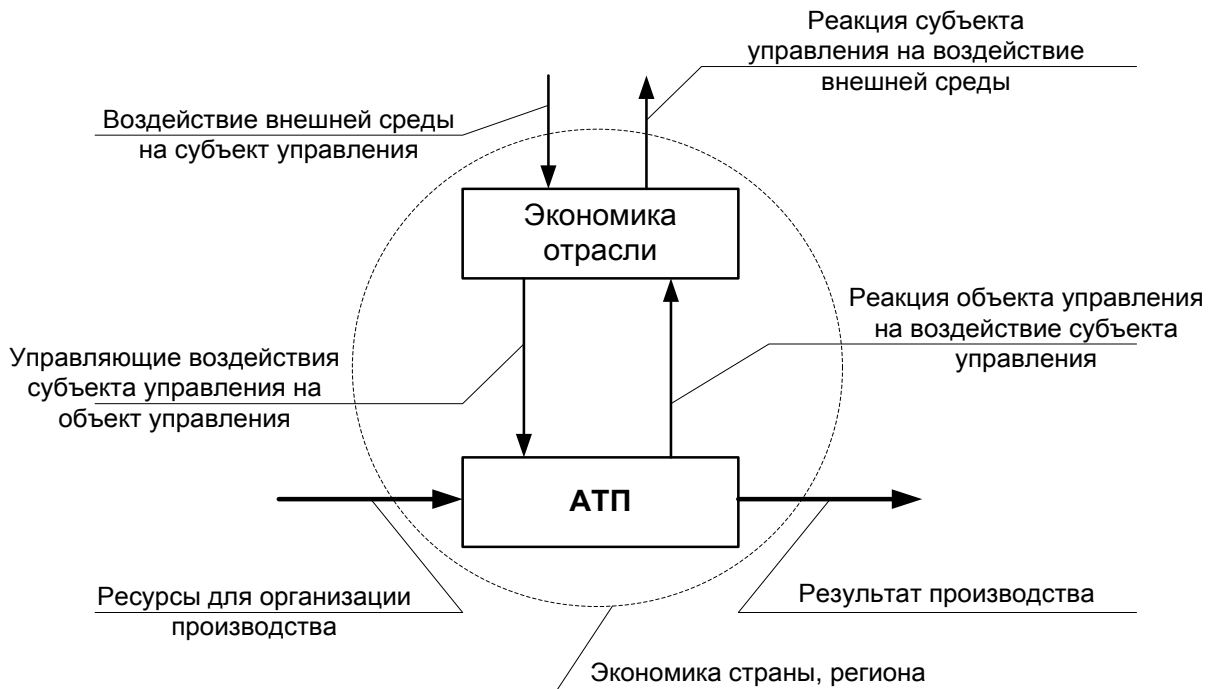 Реакция субъекта
управления на воздействие
внешней среды
Воздействие внешней среды
на субъект управления
Экономика
отрасли
Реакция объекта управления
на воздействие субъекта
управления
Управляющие воздействия
субъекта управления на
объект управления
АТП
Ресурсы для организации
производства
Результат производства
Экономика страны, региона